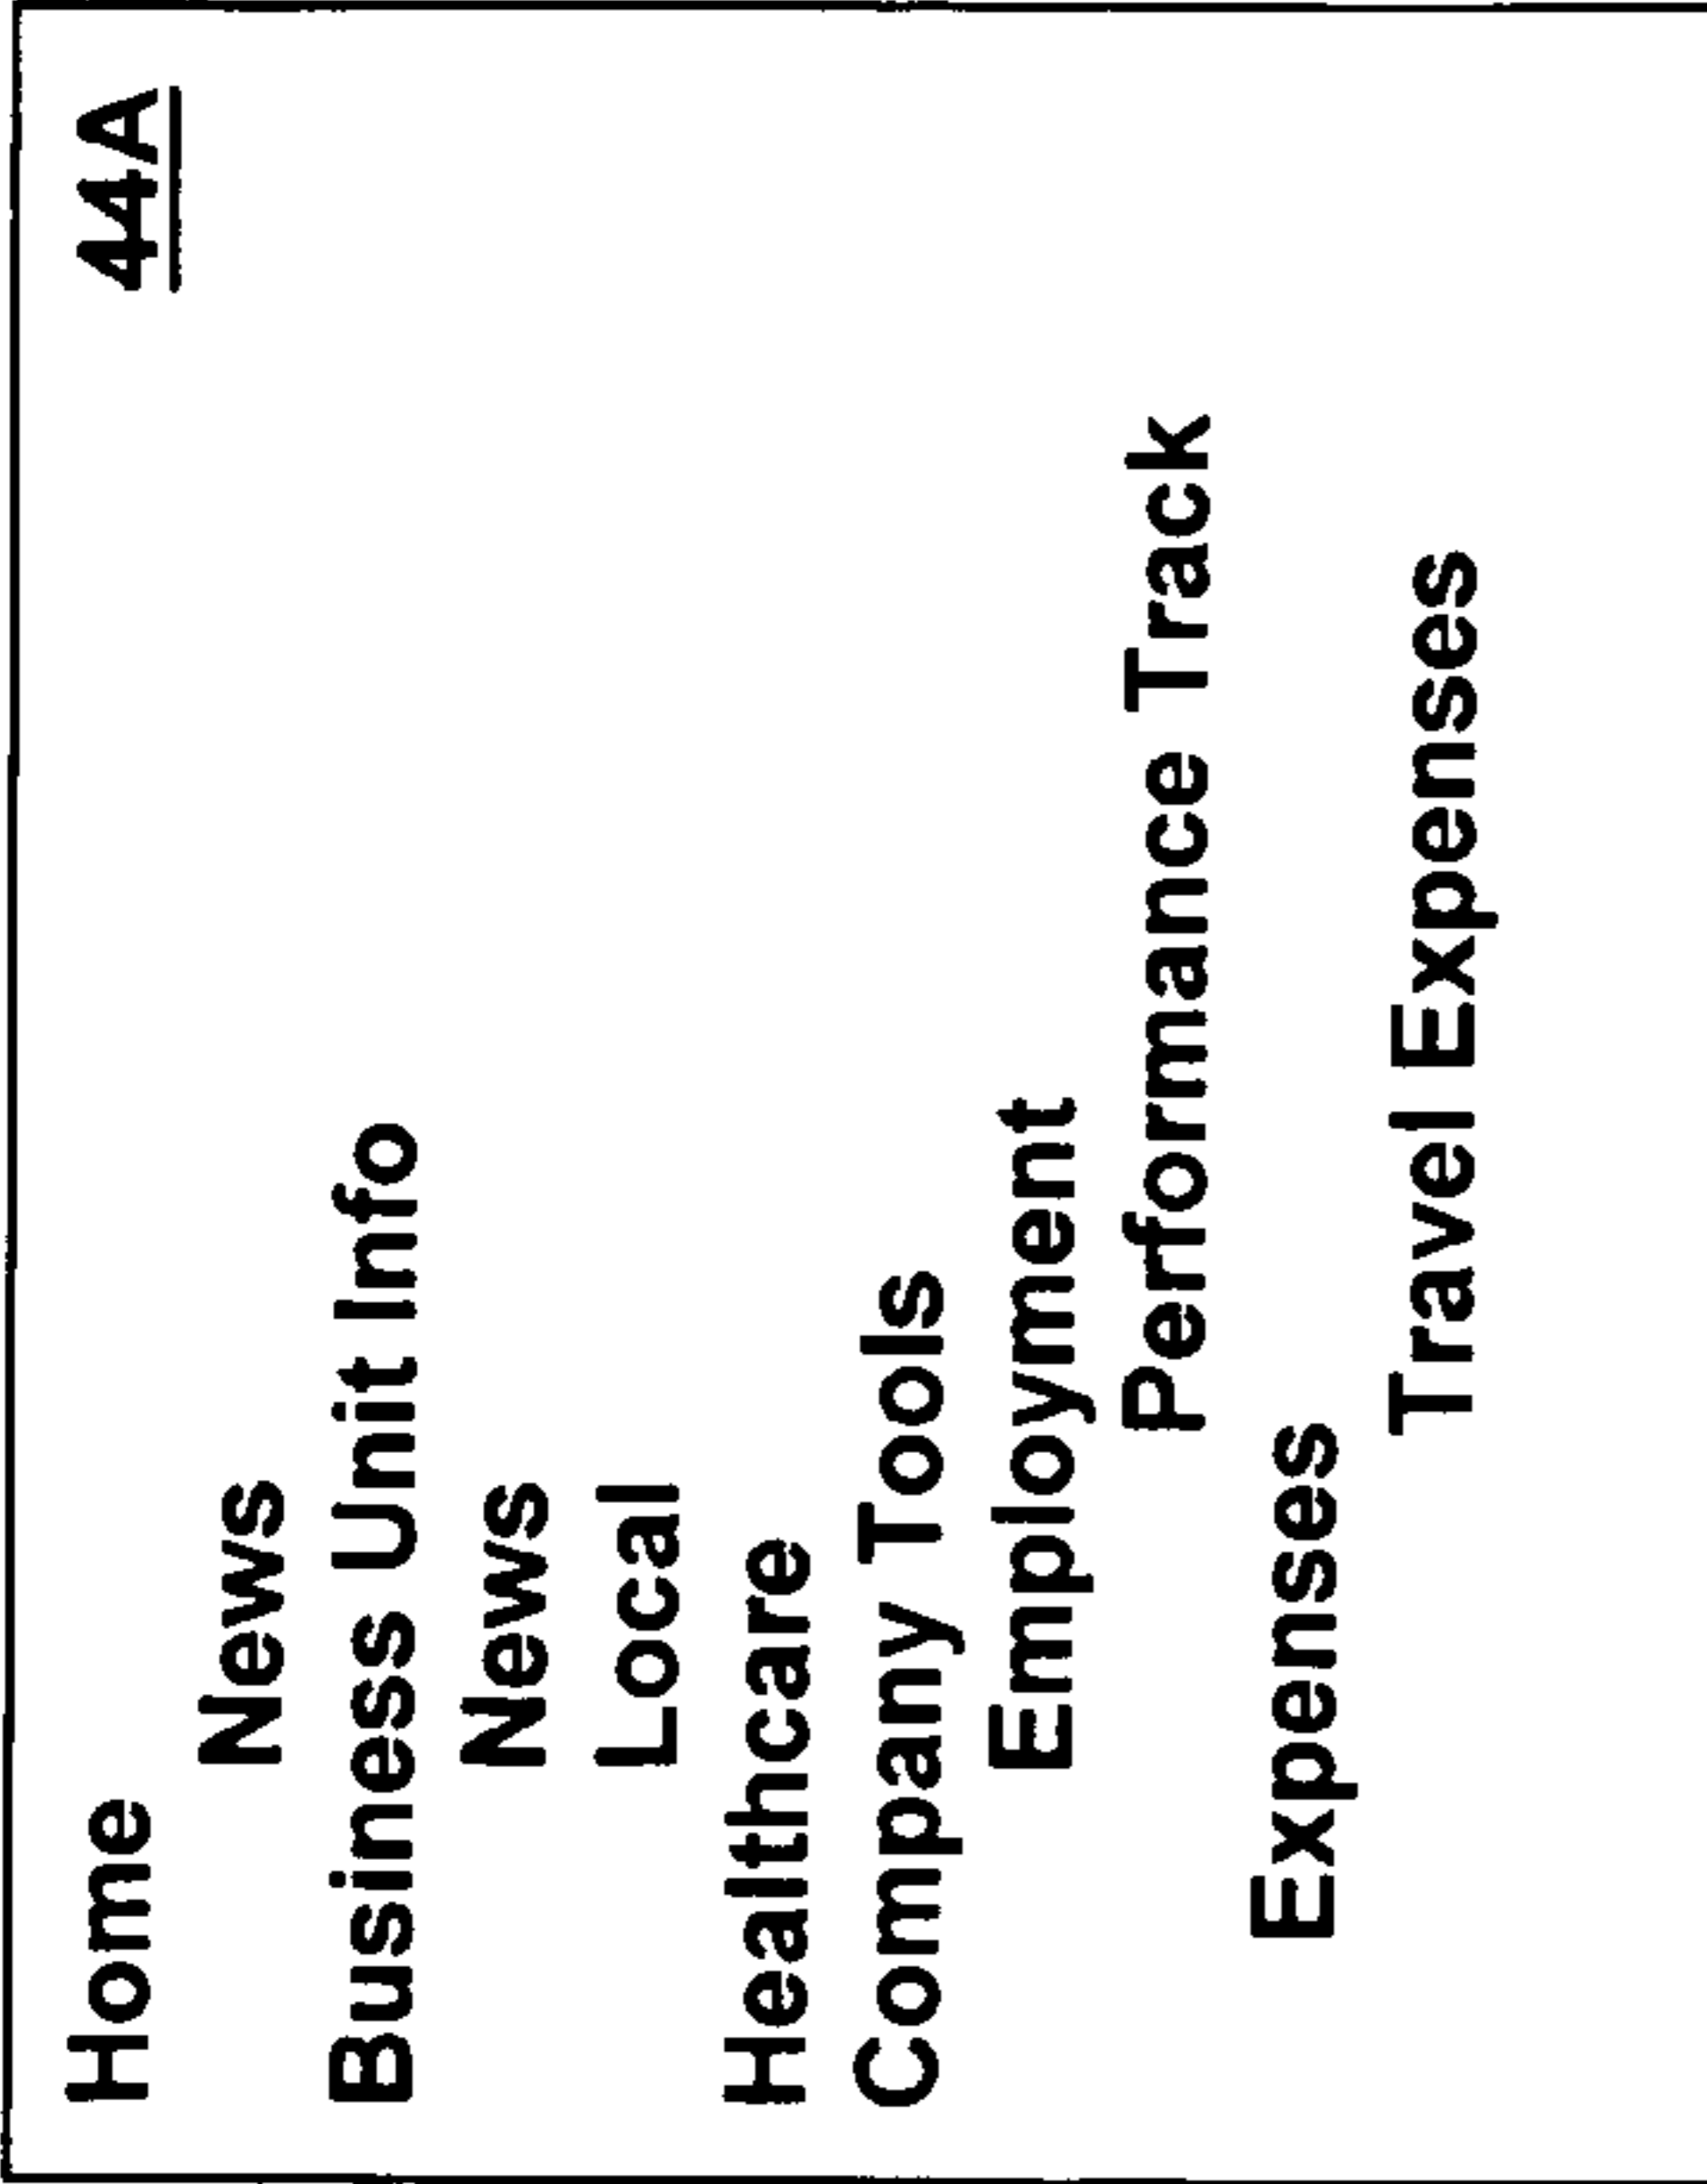 Home 44A
News
Business Unit Info
News
Local
Healthcare
Company Tools
Employment
Performance Track
Expenses
Travel Expenses